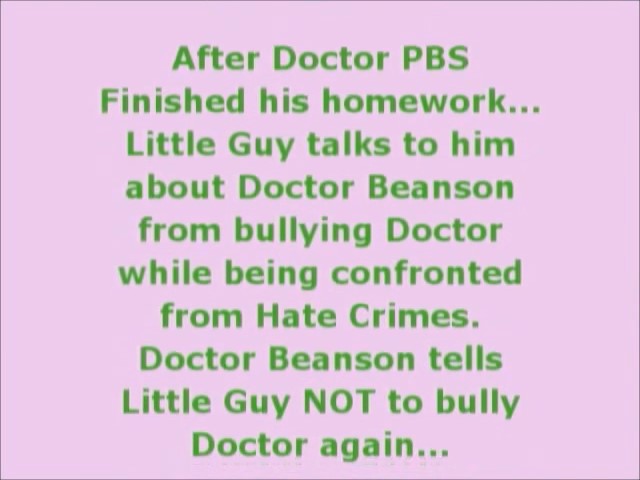 After Doctor PBS
Finished his homework...
Little Guy talks to him
about Doctor Beanson
from bullying Doctor
while being confronted
from Hate Crimes.
Doctor Beanson tells
Little Guy NOT to bully
Doctor again...